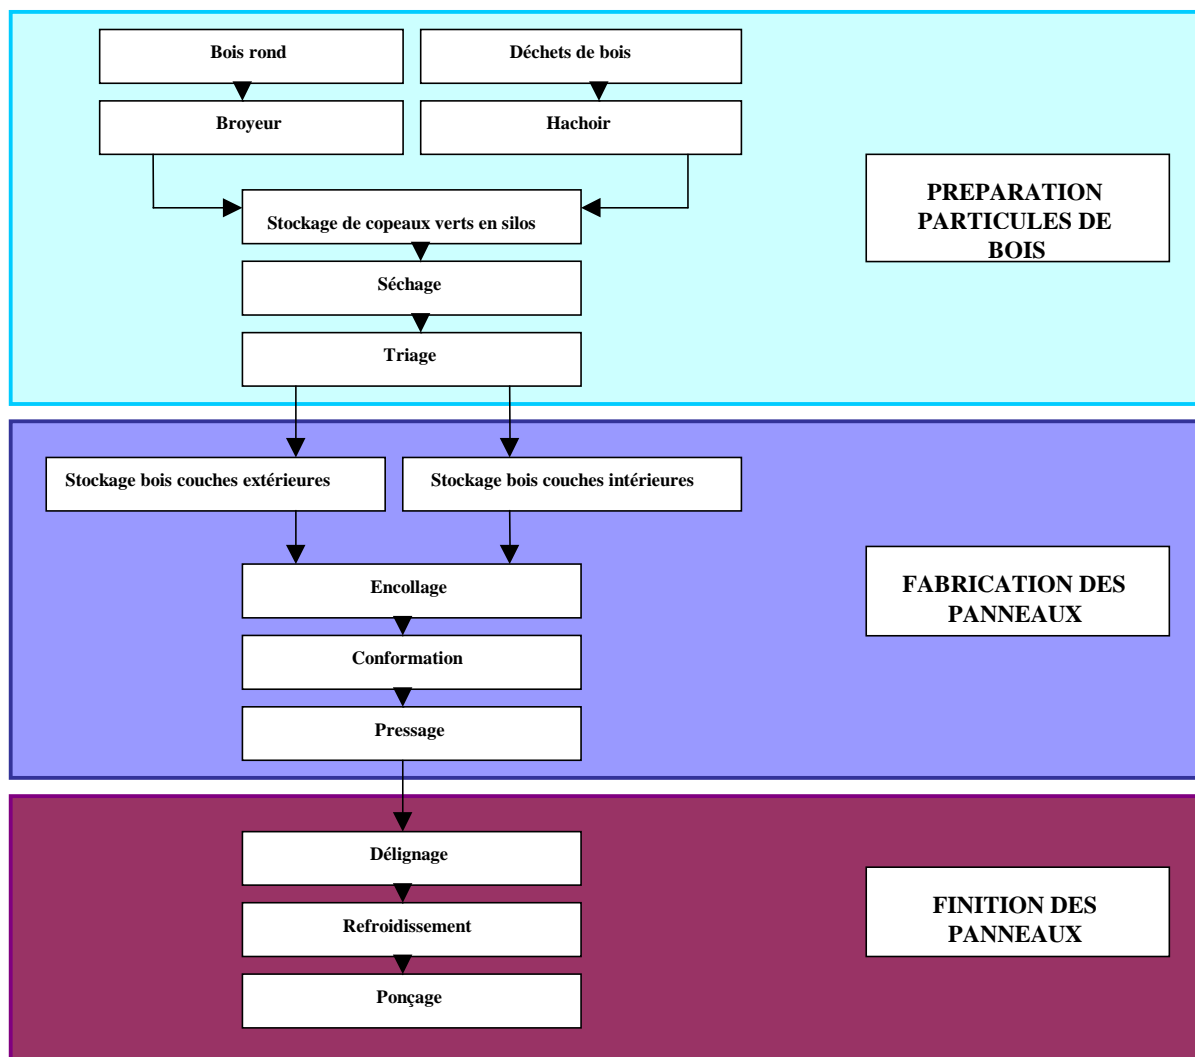 Bois rond
Déchets de bois
Broyeur
Hachoir
PREPARATION
PARTICULES DE
BOIS
Stockage de copeaux verts en silos
Séchage
Triage
Stockage bois couches extérieures
Stockage bois couches intérieures
Encollage
FABRICATION DES
PANNEAUX
Conformation
Pressage
Délignage
Refroidissement
FINITION DES
PANNEAUX
Ponçage